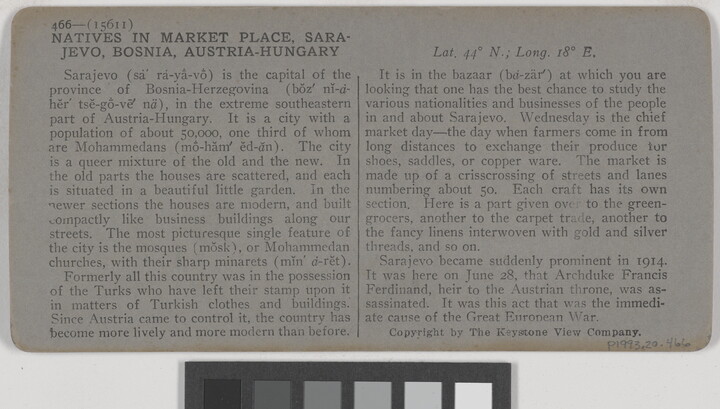 466—(15611)
NATIVES IN MARKET PLACE, SARA-
JEVO, BOSNIA, AUSTRIA-HUNGARY
Sarajevo (sä′ rá-yȧ-vō) is the capital of the
province of Bosnia-Herzegovina (bŏz′ nĭ-á-
hĕr′ tsĕ-gō-vē′ ná), in the extreme southeastern
part of Austria-Hungary. It is a city with a
population of about 50,000, one third of whom
are Mohammedans (mō-hăm′ ĕd-án). The city
is a queer mixture of the old and the new. In
the old parts the houses are scattered, and each
is situated in a beautiful little garden. In the
newer sections the houses are modern, and built
compactly like business buildings along our
streets. The most picturesque single feature of
the city is the mosques (mŏsk), or Mohammedan
churches, with their sharp minarets (mĭn′ á-rĕt).
Formerly all this country was in the possession
of the Turks who have left their stamp upon it
in matters of Turkish clothes and buildings.
Since Austria came to control it, the country has
become more lively and more modern than before.
Lat. 44° N.; Long. 18° E.
It is in the bazaar (bá-zär′) at which you are
looking that one has the best chance to study the
various nationalities and businesses of the people
in and about Sarajevo. Wednesday is the chief
market day—the day when farmers come in from
long distances to exchange their produce for
shoes, saddles, or copper ware. The market is
made up of a crisscrossing of streets and lanes
numbering about 50. Each craft has its own
section. Here is a part given over to the green-
grocers, another to the carpet trade, another to
the fancy linens interwoven with gold and silver
threads, and so on.
Sarajevo became suddenly prominent in 1914.
It was here on June 28, that Archduke Francis
Ferdinand, heir to the Austrian throne, was as-
sassinated. It was this act that was the immedi-
ate cause of the Great European War.
Copyright by The Keystone View Company.
P1993.20.466